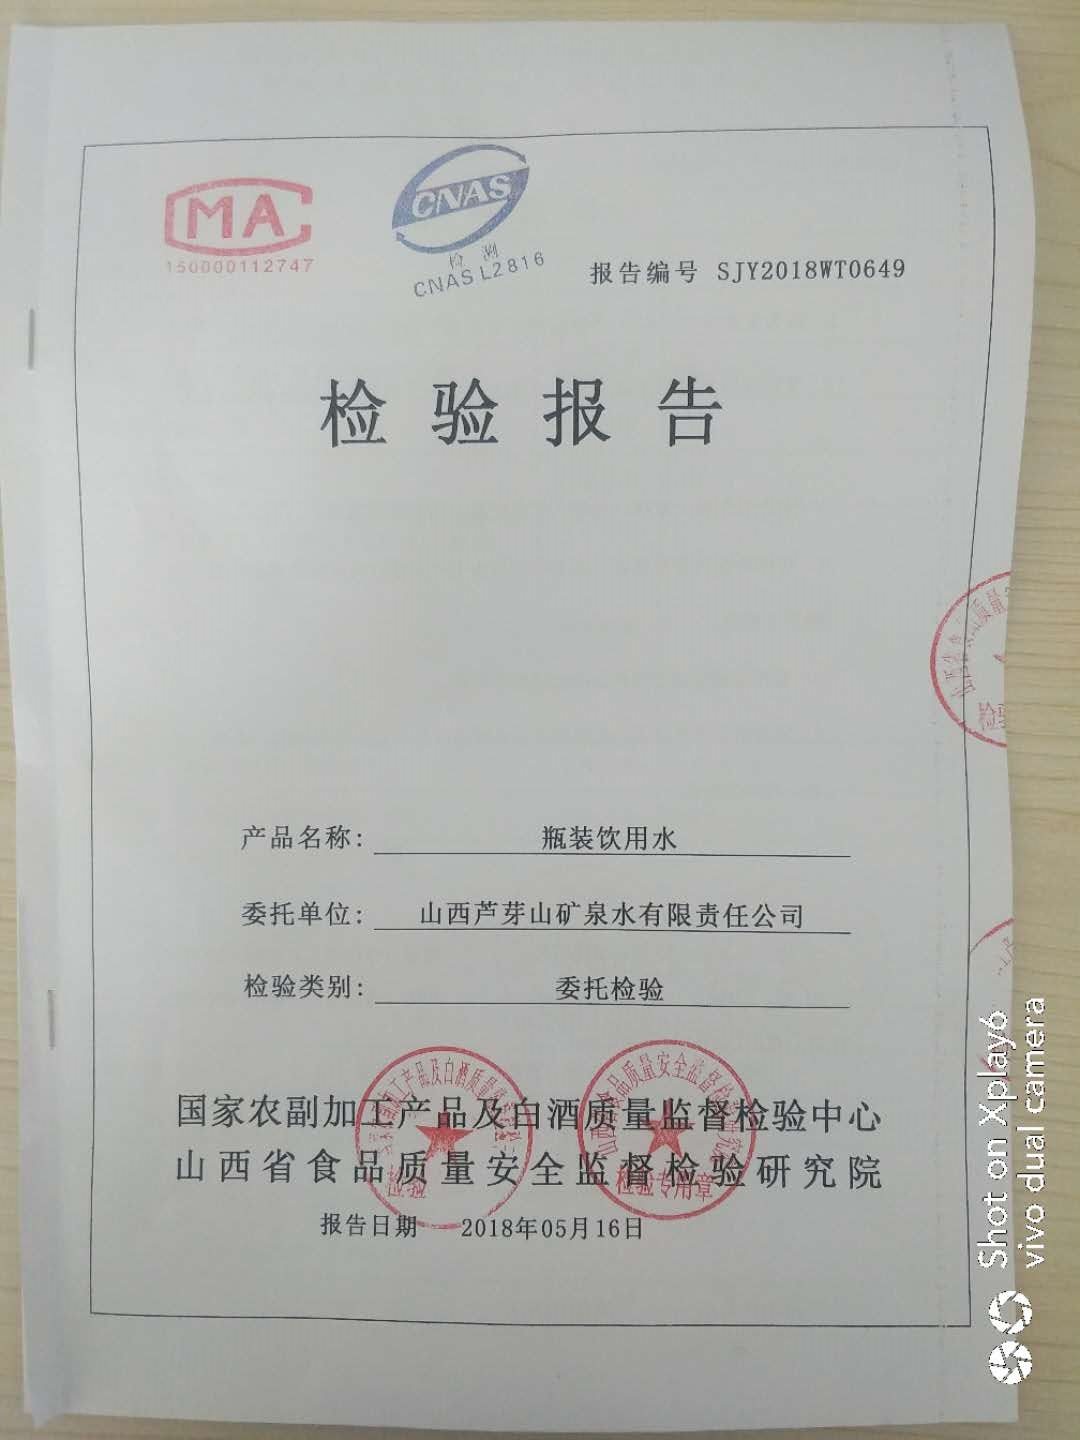 MA
150000112747
CNAS
检 测
CNAS L2816
报告编号 SJY2018WT0649
检验报告
产品名称: 瓶装饮用水
委托单位: 山西芦芽山矿泉水有限责任公司
检验类别: 委托检验
国家农副加工产品及白酒质量监督检验中心
山西省食品质量安全监督检验研究院
检验专用章
报告日期 2018年05月16日
Shot on Xplay6
vivo dual camera